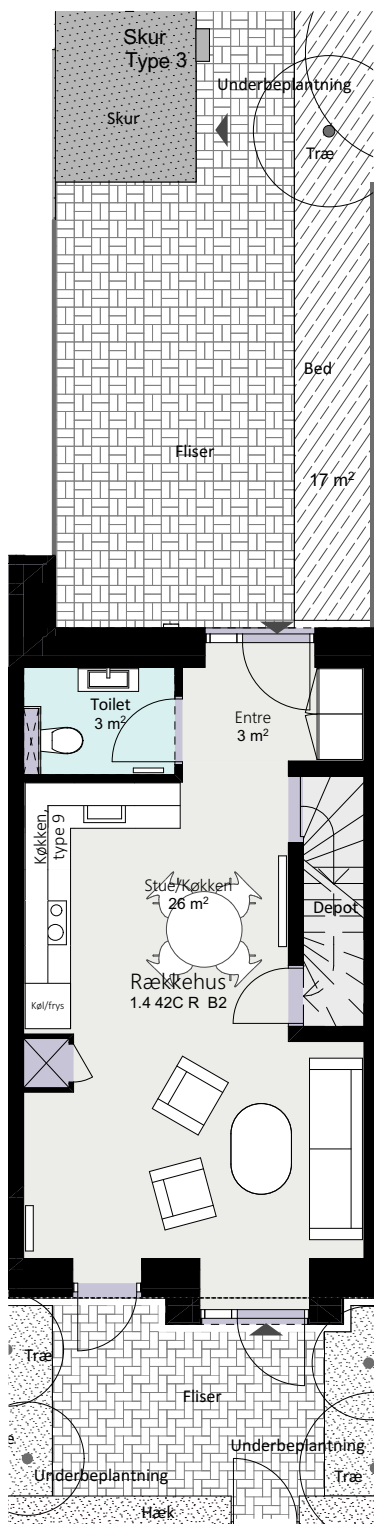 Skur
Type 3
Underbeplantning
Skur
Træ
Bed
Fliser
17 m²
Toilet
3 m²
Entre
3 m²
Køkken,
type 9
Stue/Køkken
26 m²
Depot
Rækkehus
1.4 42C R B2
Køl/frys
Træ
Fliser
e
Underbeplantning
Underbeplantning
Træ
Hæk